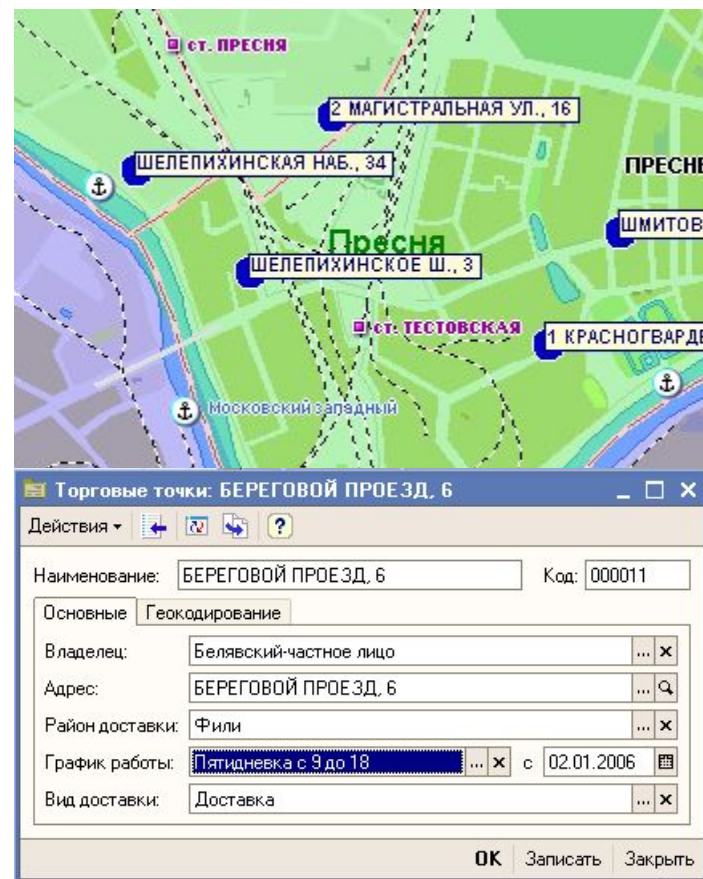 ст. ПРЕСНЯ
2 МАГИСТРАЛЬНАЯ УЛ., 16
ШЕЛЕПИХИНСКАЯ НАБ., 34
ПРЕСНЕ
ШМИТОВ
Пресня
ШЕЛЕПИХИНСКОЕ Ш., 3
ст. ТЕСТОВСКАЯ
1 КРАСНОГВАРДЕ
Московский западный
Торговые точки: БЕРЕГОВОЙ ПРОЕЗД, 6
Действия
Наименование: БЕРЕГОВОЙ ПРОЕЗД, 6 Код: 000011
Основные Геокодирование
Владелец: Белявский-частное лицо ...
Адрес: БЕРЕГОВОЙ ПРОЕЗД, 6 ...
Район доставки: Фили ...
График работы: Пятидневка с 9 до 18 ... с 02.01.2006
Вид доставки: Доставка ...
OK Записать Закрыть